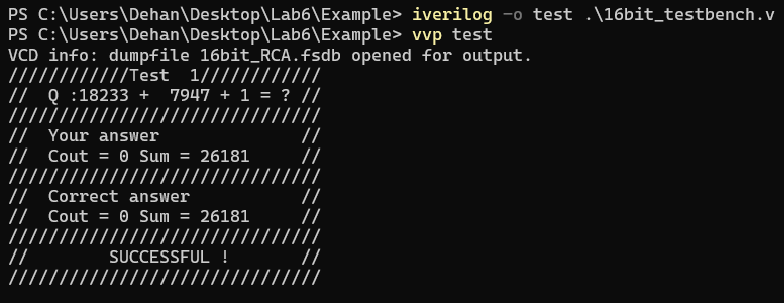 PS C:\Users\Dehan\Desktop\Lab6\Example> iverilog -o test .\16bit_testbench.v
PS C:\Users\Dehan\Desktop\Lab6\Example> vvp test
VCD info: dumpfile 16bit_RCA.fsdb opened for output.
////////////Test  1////////////
//  Q :18233 +  7947 + 1 = ? //
///////////////////////////////
//  Your answer              //
//  Cout = 0 Sum = 26181     //
///////////////////////////////
//  Correct answer           //
//  Cout = 0 Sum = 26181     //
///////////////////////////////
//        SUCCESSFUL !       //
///////////////////////////////